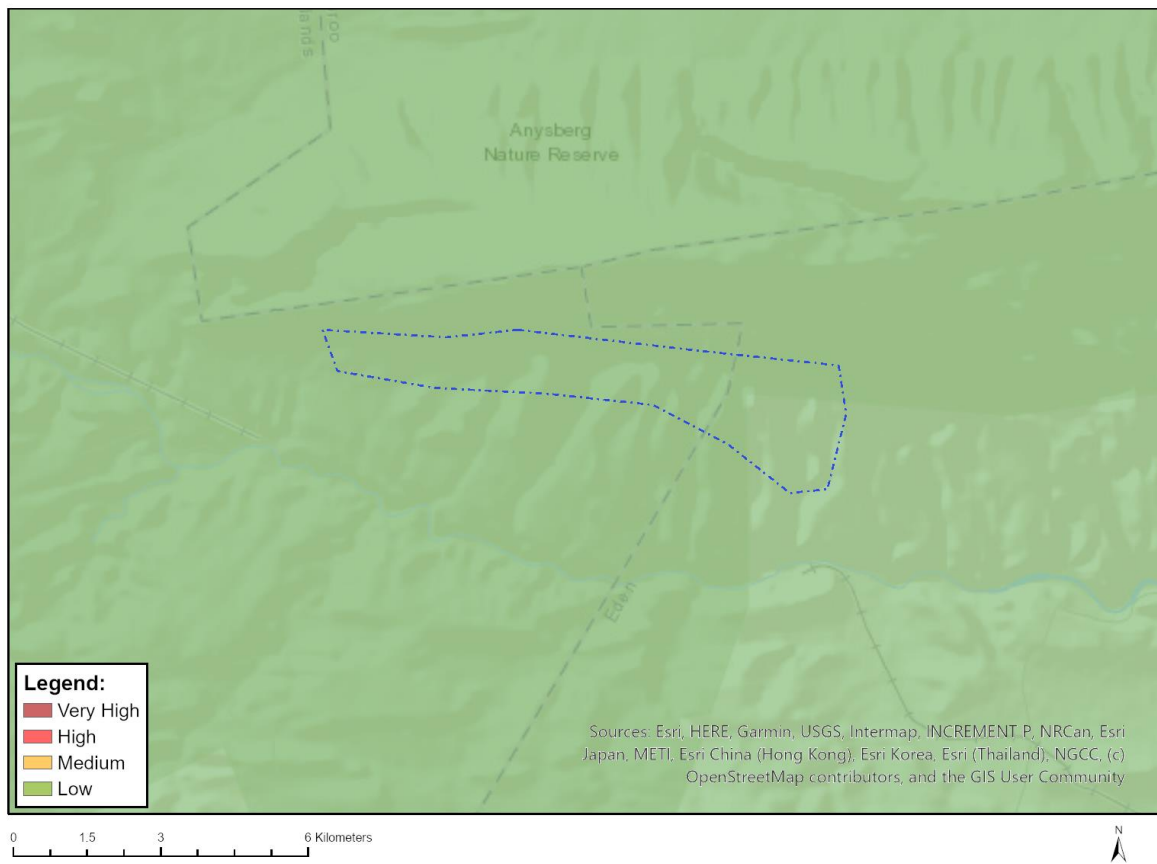 roo
lands
Anysberg
Nature Reserve
Eden
Legend:
Very High
High
Medium
Low
Sources: Esri, HERE, Garmin, USGS, Intermap, INCREMENT P, NRCan, Esri
Japan, METI, Esri China (Hong Kong), Esri Korea, Esri (Thailand), NGCC, (c)
OpenStreetMap contributors, and the GIS User Community
0 1.5 3 6 Kilometers
N